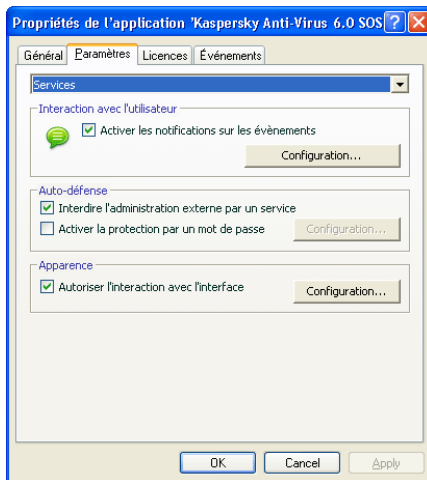 Propriétés de l'application 'Kaspersky Anti-Virus 6.0 SOS
Général Paramètres Licences Événements
Services
Interaction avec l'utilisateur
Activer les notifications sur les évènements
Configuration...
Auto-défense
Interdire l'administration externe par un service
Activer la protection par un mot de passe Configuration...
Apparence
Autoriser l'interaction avec l'interface Configuration...
OK Cancel Apply